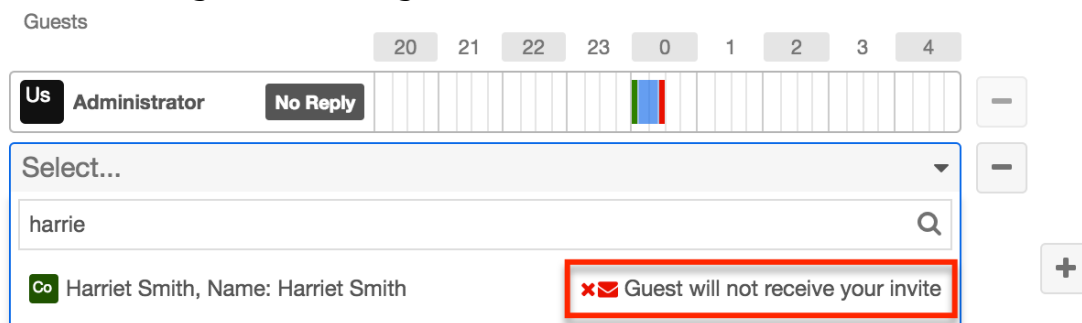 Guests
20 21 22 23 0 1 2 3 4
Us Administrator No Reply
Select...
harrie
Co Harriet Smith, Name: Harriet Smith Guest will not receive your invite